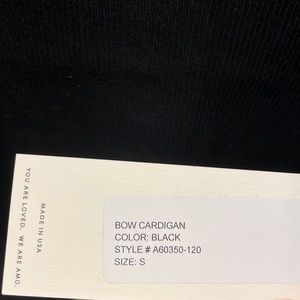 YOU ARE LOVED. WE ARE AMO.
MADE IN USA
BOW CARDIGAN
COLOR: BLACK
STYLE # A60350-120
SIZE: S